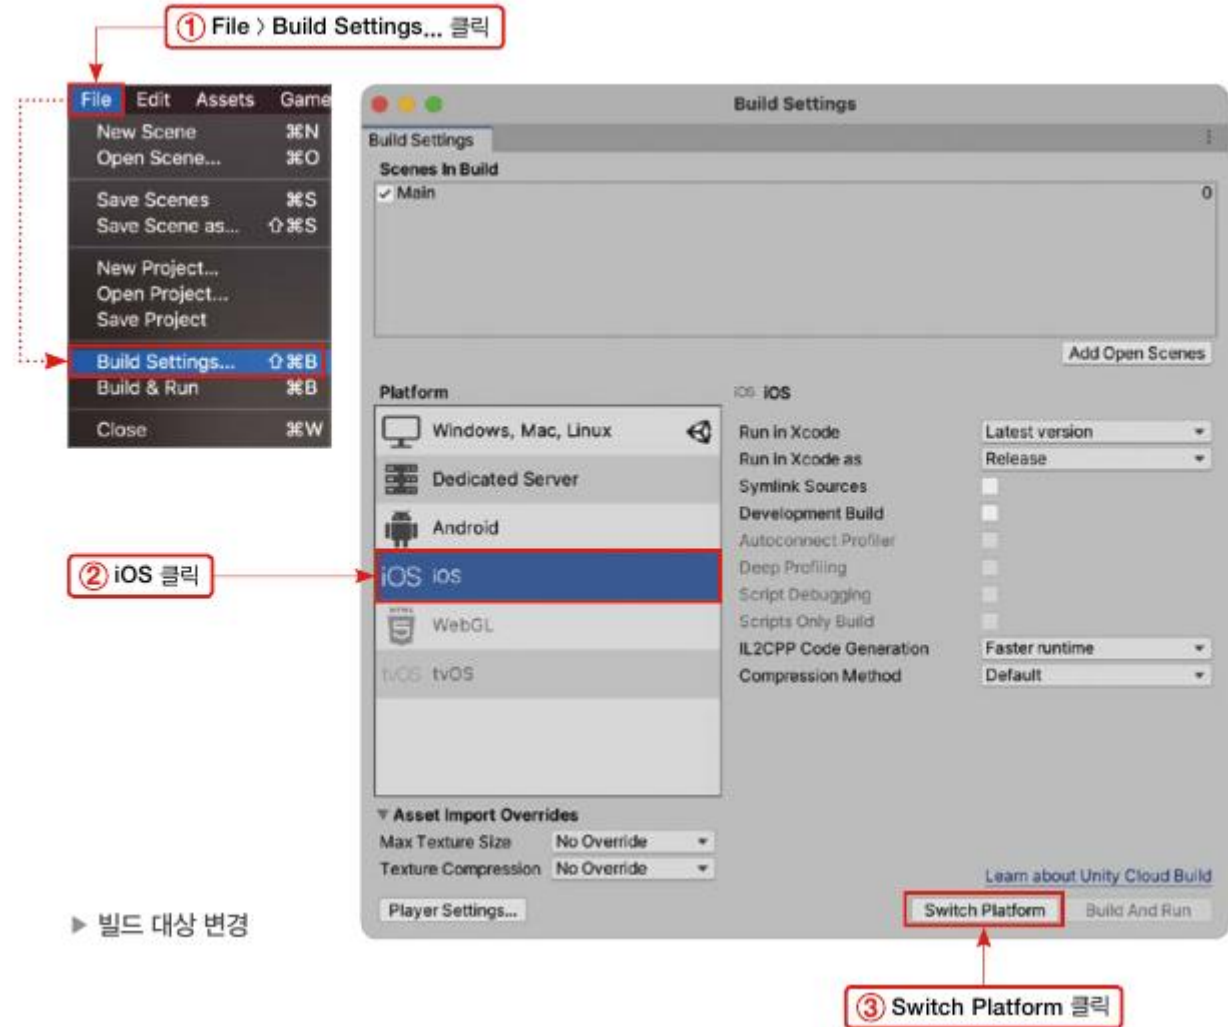 ① File > Build Settings... 클릭
File Edit Assets Game
New Scene ⌘N
Open Scene... ⌘O
Save Scenes ⌘S
Save Scene as... ⇧⌘S
New Project...
Open Project...
Save Project
Build Settings... ⇧⌘B
Build & Run ⌘B
Close ⌘W
Build Settings
Build Settings
Scenes In Build
Main 0
Add Open Scenes
Platform
Windows, Mac, Linux
Dedicated Server
Android
iOS iOS
HTML 5 WebGL
tvOS tvOS
② iOS 클릭
iOS iOS
Run in Xcode Latest version
Run in Xcode as Release
Symlink Sources
Development Build
Autoconnect Profiler
Deep Profiling
Script Debugging
Scripts Only Build
IL2CPP Code Generation Faster runtime
Compression Method Default
Asset Import Overrides
Max Texture Size No Override
Texture Compression No Override
Learn about Unity Cloud Build
Player Settings... Switch Platform Build And Run
▶ 빌드 대상 변경
③ Switch Platform 클릭